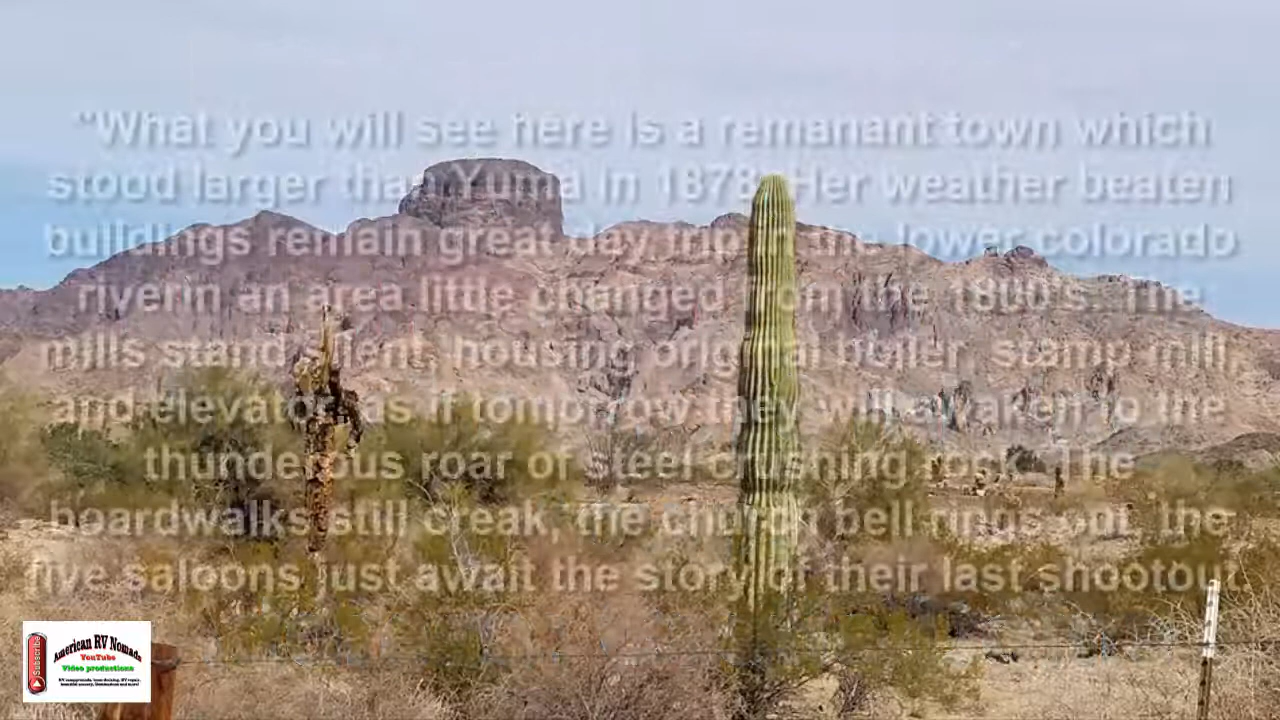 "What you will see here is a remanant town which
stood larger than Yuma in 1878. Her weather beaten
buildings remain great day trip to the lower colorado
riverin an area little changed from the 1800's. The
mills stand silent, housing original boiler, stamp mill,
and elevator, as if tomorrow they will awaken to the
thunderous roar of steel crushing rock. The
boardwalks still creak, the church bell rings out, the
five saloons just await the story of their last shootout
Subscribe
American RV Nomads
YouTube
Video productions